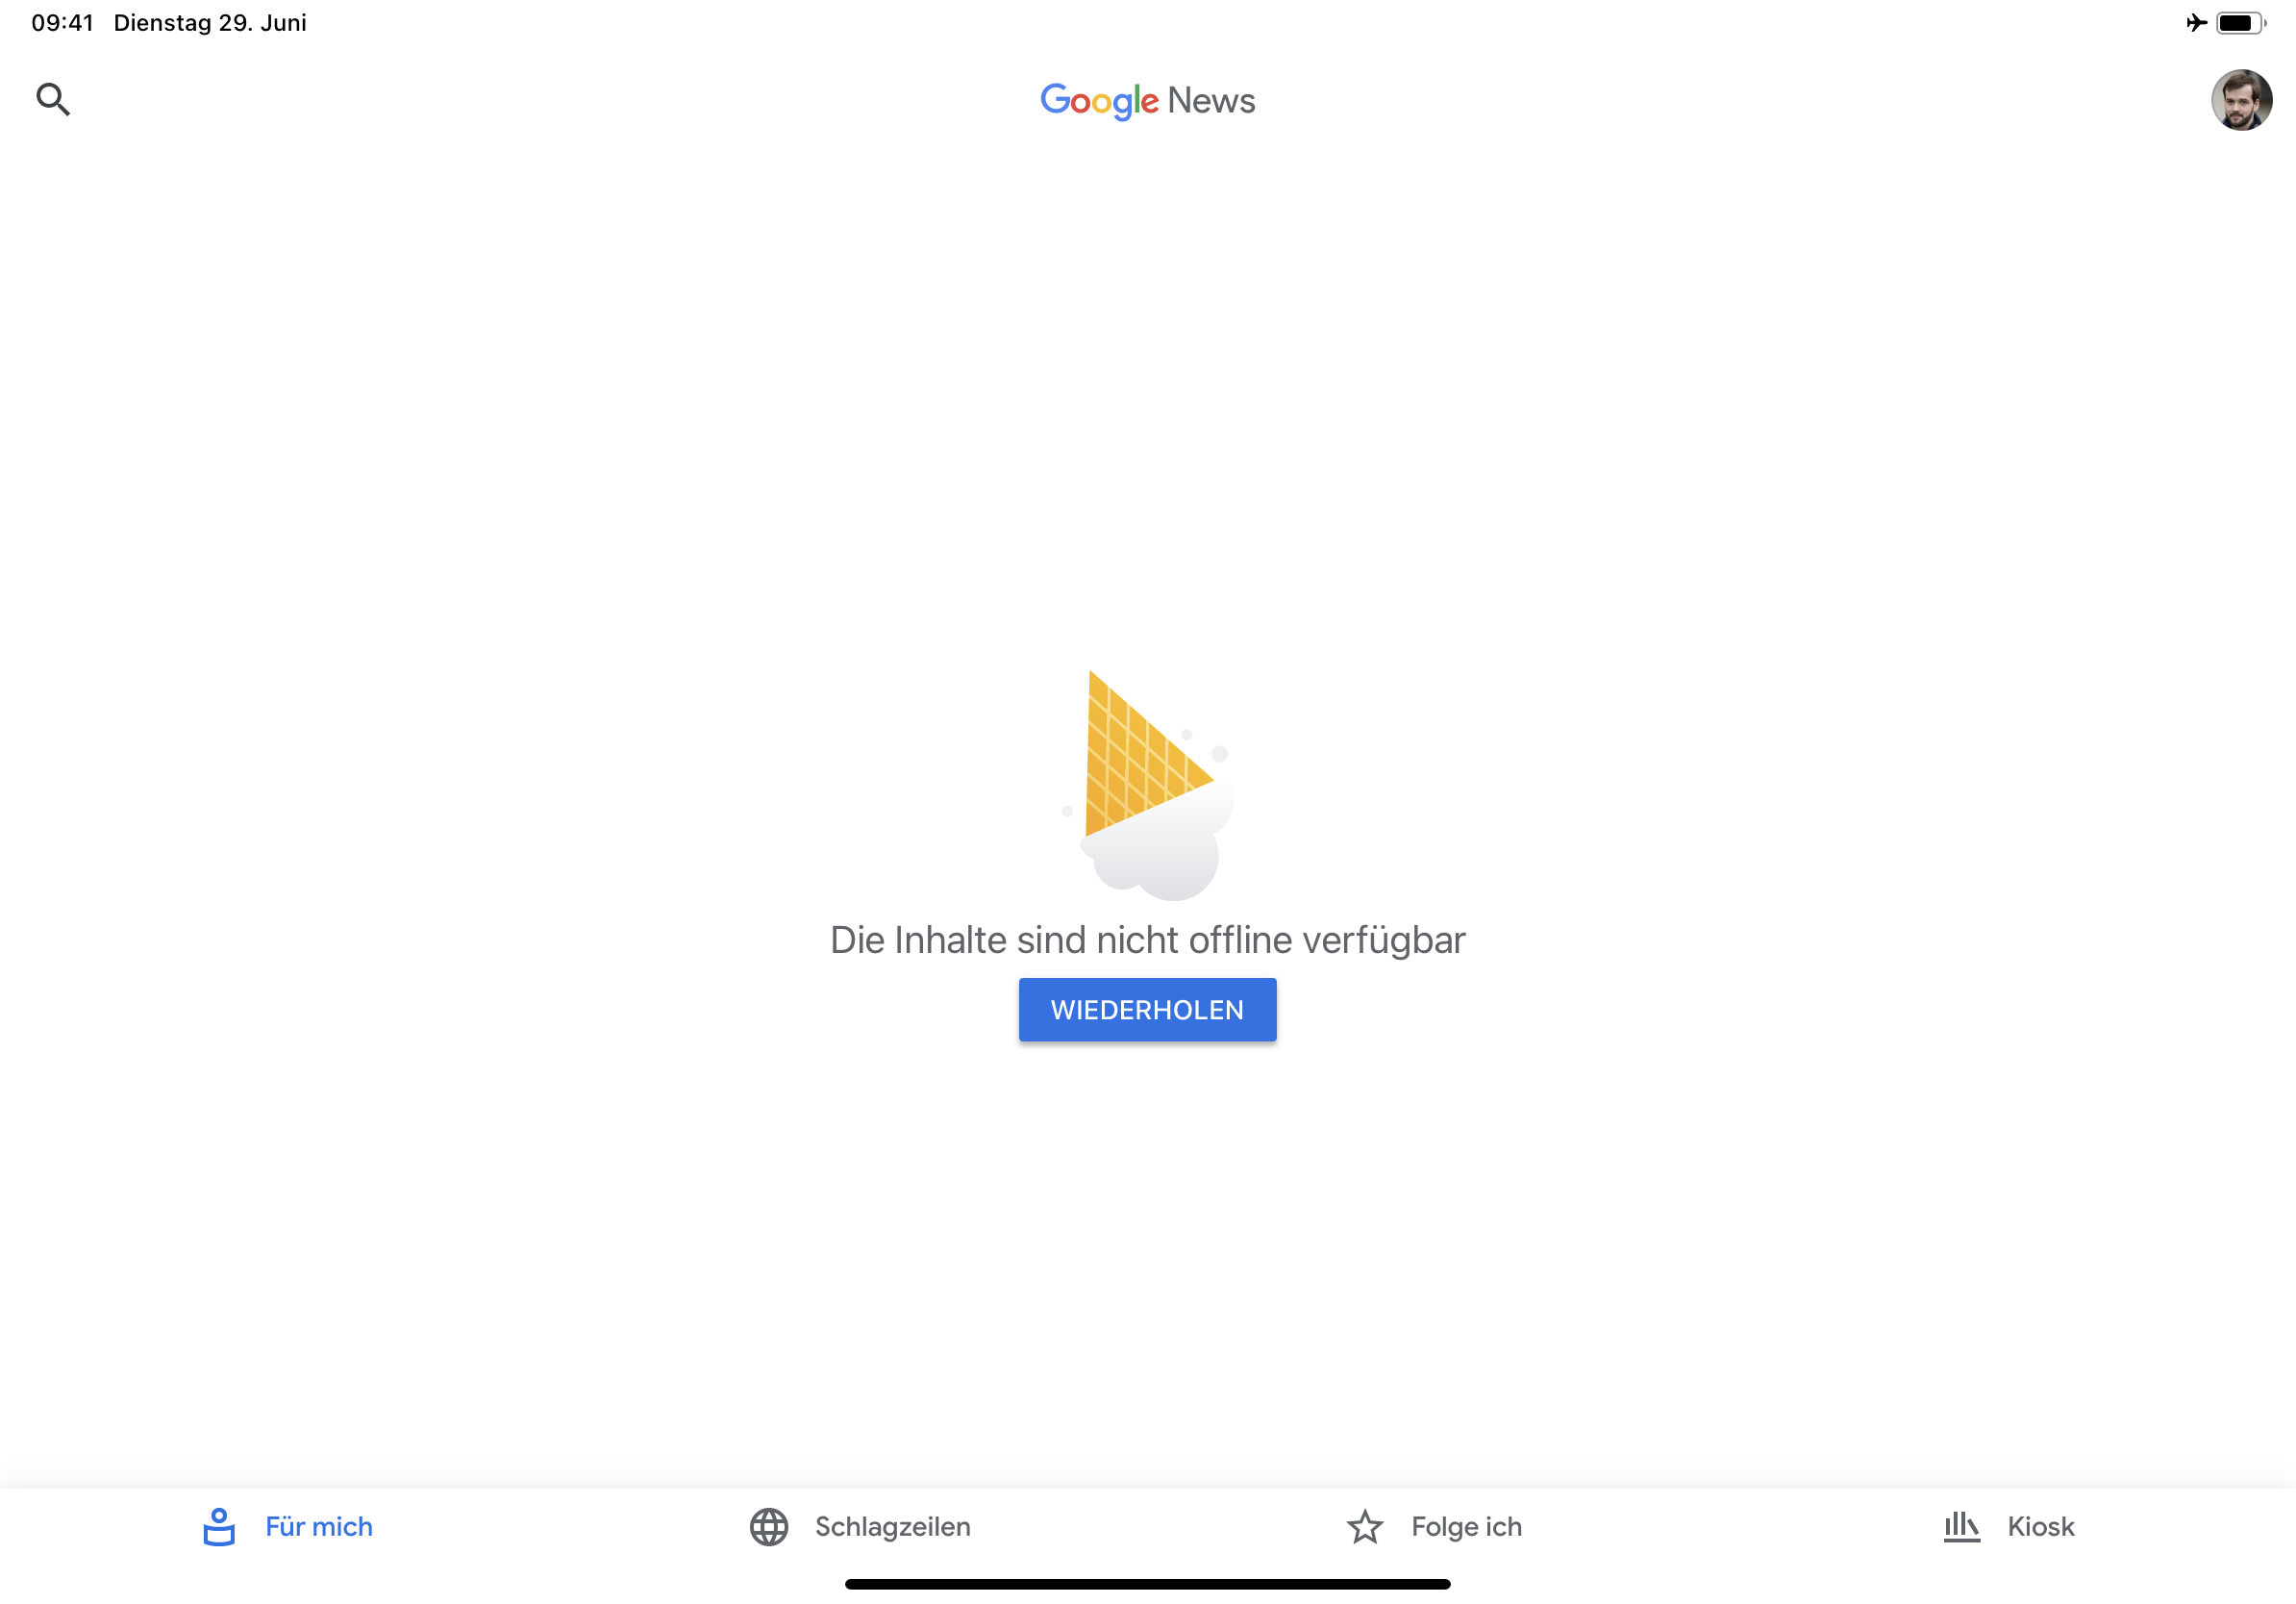 09:41 Dienstag 29. Juni
Google News
Die Inhalte sind nicht offline verfügbar
WIEDERHOLEN
Für mich
Schlagzeilen
Folge ich
Kiosk